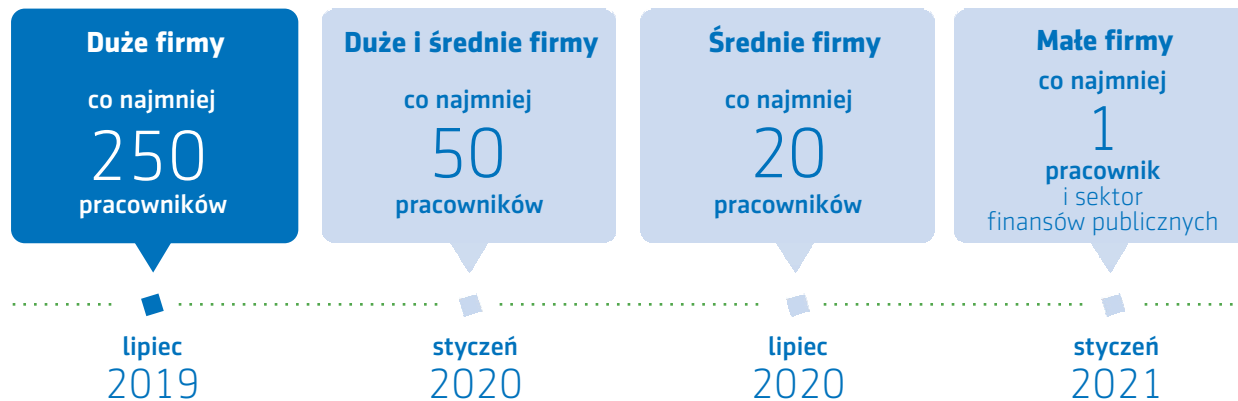 Duże firmy
co najmniej
250
pracowników
lipiec
2019
Duże i średnie firmy
co najmniej
50
pracowników
styczeń
2020
Średnie firmy
co najmniej
20
pracowników
lipiec
2020
Małe firmy
co najmniej
1
pracownik
i sektor
finansów publicznych
styczeń
2021